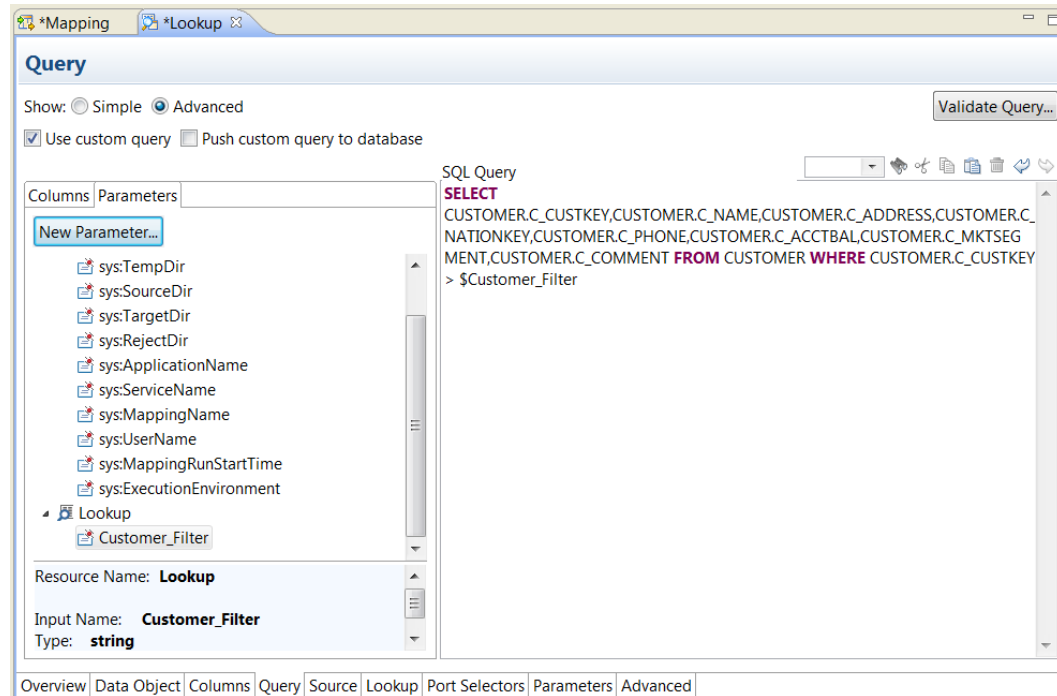 *Mapping *Lookup
Query
Show: Simple Advanced
Validate Query...
Use custom query Push custom query to database
SQL Query
Columns Parameters
New Parameter...
sys:TempDir
sys:SourceDir
sys:TargetDir
sys:RejectDir
sys:ApplicationName
sys:ServiceName
sys:MappingName
sys:UserName
sys:MappingRunStartTime
sys:ExecutionEnvironment
Lookup
Customer_Filter
Resource Name: Lookup
Input Name: Customer_Filter
Type: string
SELECT
CUSTOMER.C_CUSTKEY,CUSTOMER.C_NAME,CUSTOMER.C_ADDRESS,CUSTOMER.C_
NATIONKEY,CUSTOMER.C_PHONE,CUSTOMER.C_ACCTBAL,CUSTOMER.C_MKTSEG
MENT,CUSTOMER.C_COMMENT FROM CUSTOMER WHERE CUSTOMER.C_CUSTKEY
> $Customer_Filter
Overview Data Object Columns Query Source Lookup Port Selectors Parameters Advanced